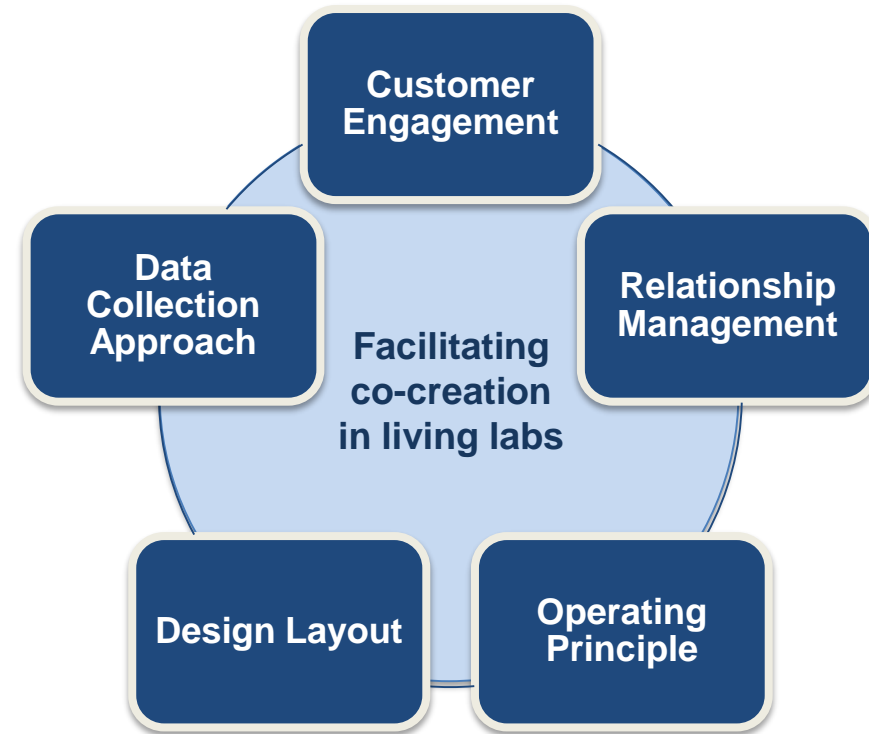 Customer
Engagement
Data
Collection
Approach
Relationship
Management
Facilitating
co-creation
in living labs
Design Layout
Operating
Principle